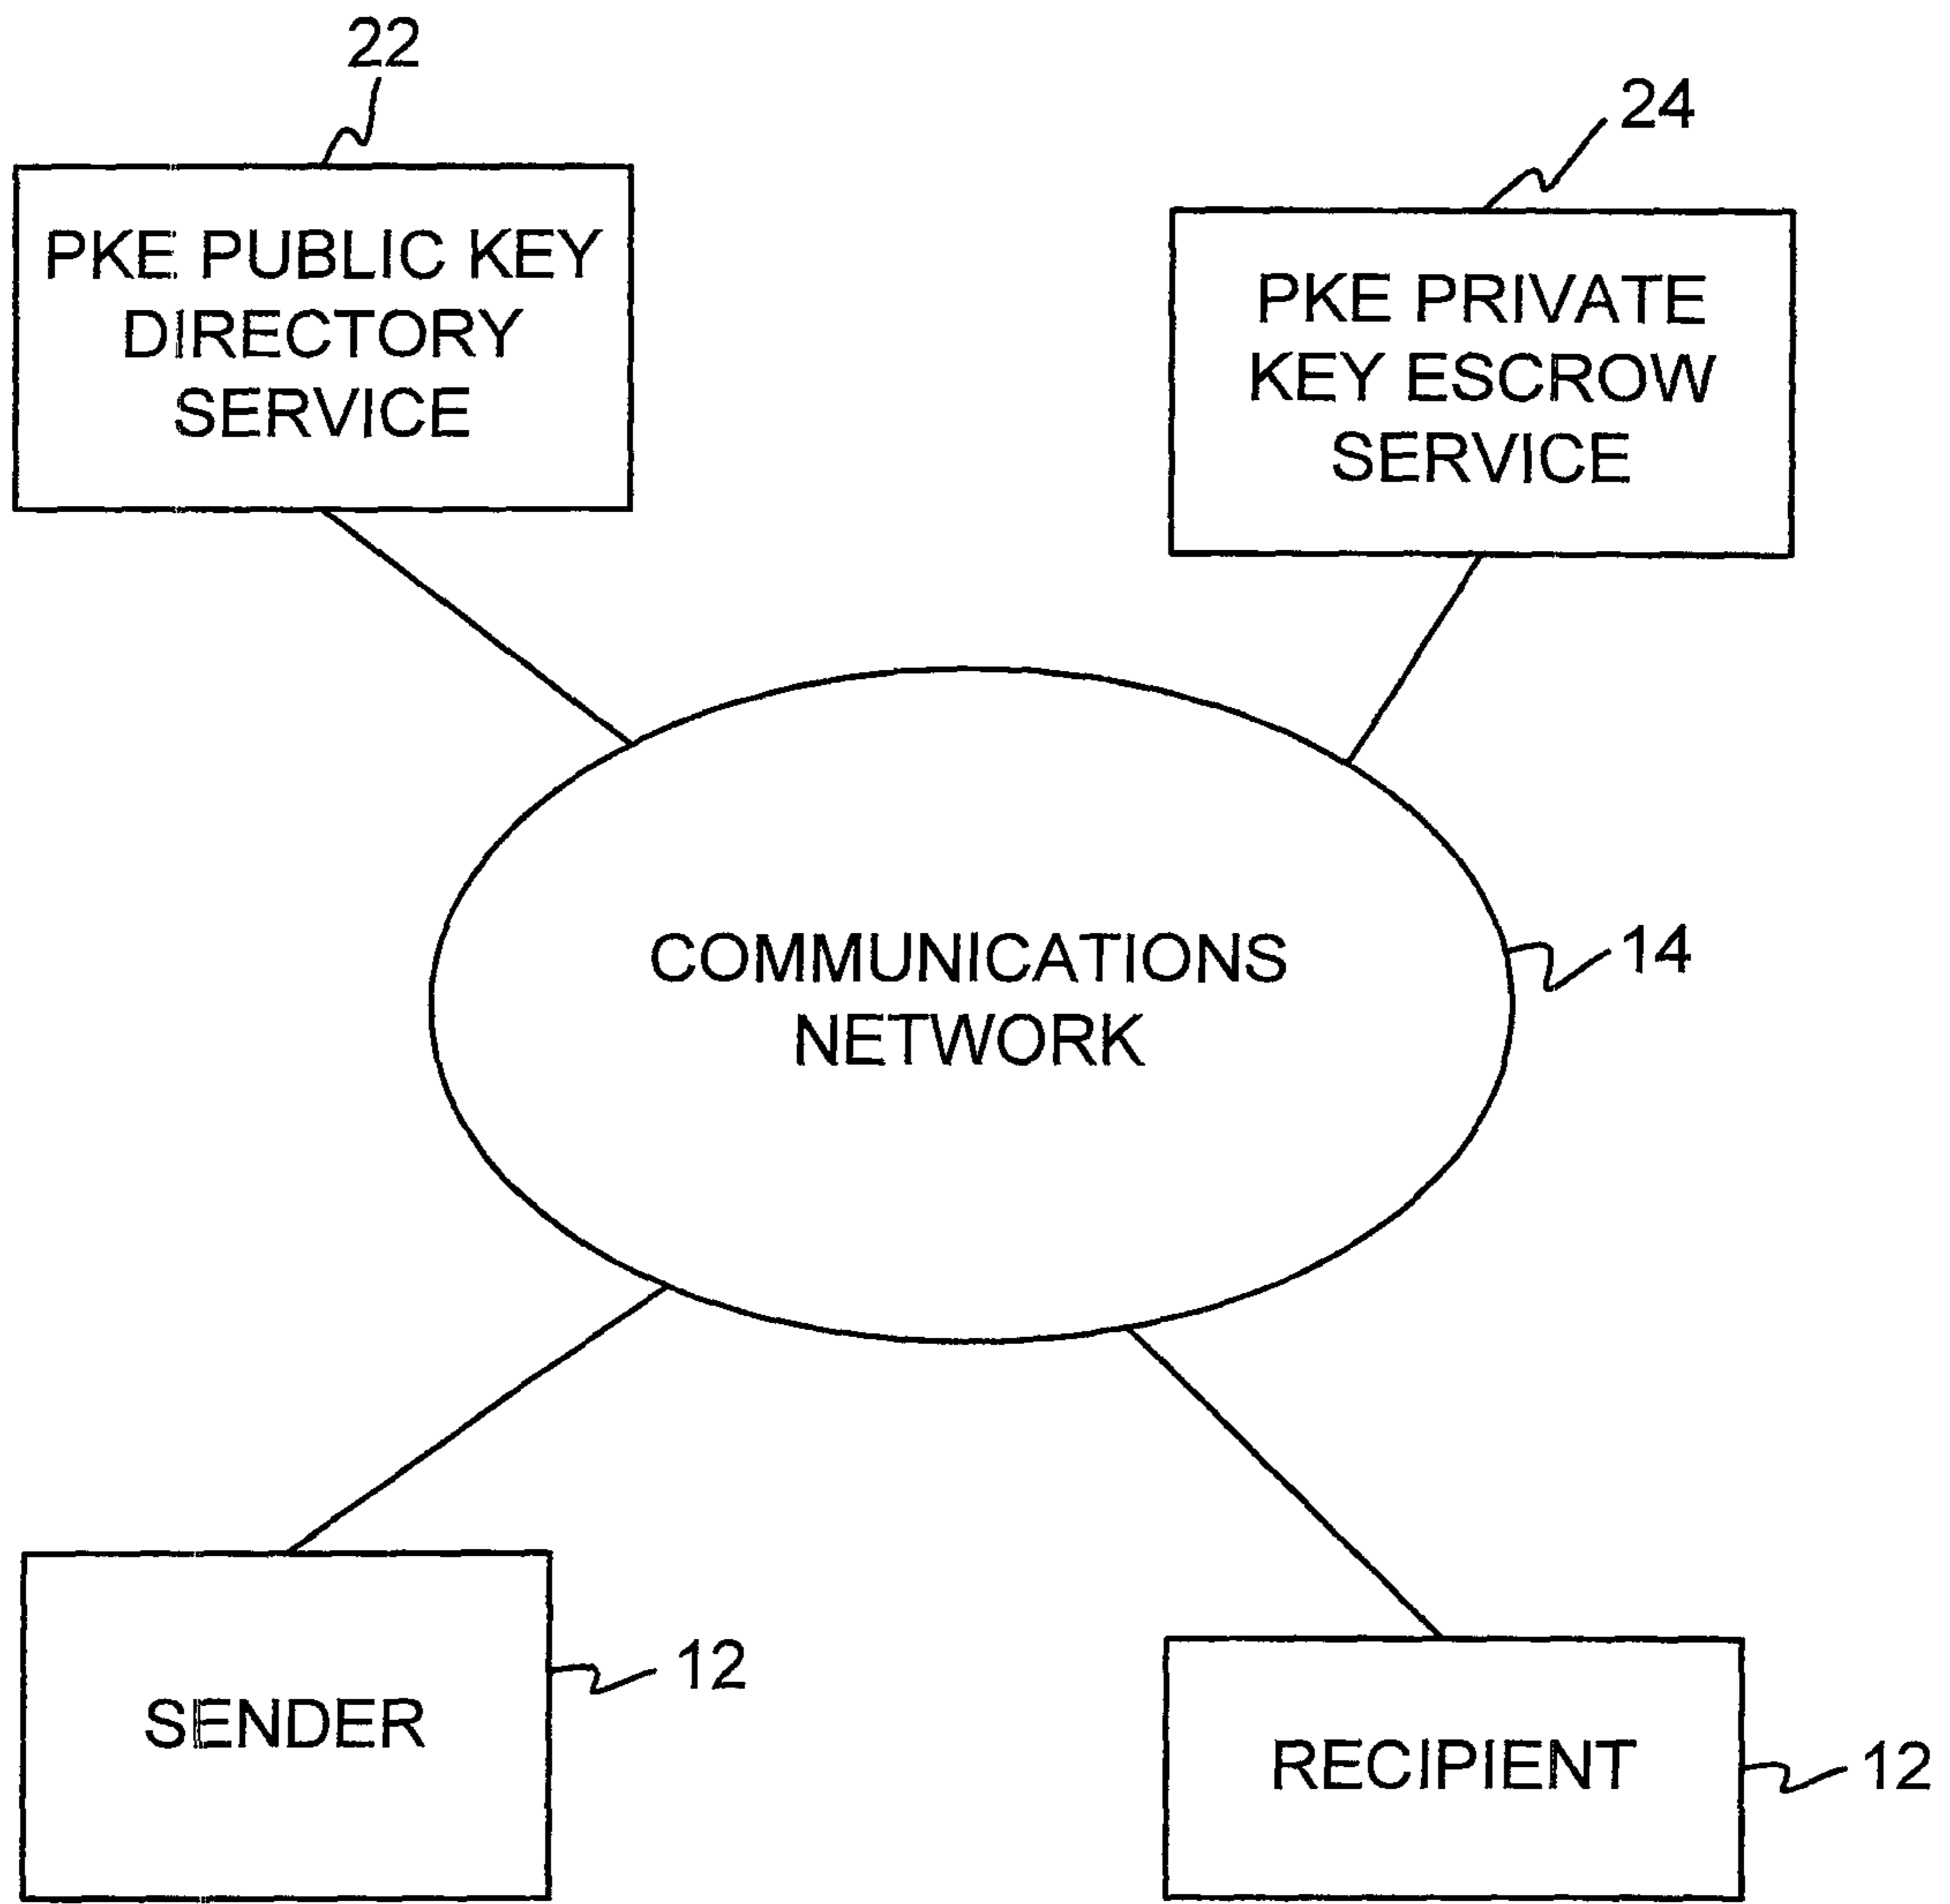 22
24
PKE PUBLIC KEY
DIRECTORY
SERVICE
PKE PRIVATE
KEY ESCROW
SERVICE
COMMUNICATIONS
NETWORK
14
SENDER
12
RECIPIENT
12